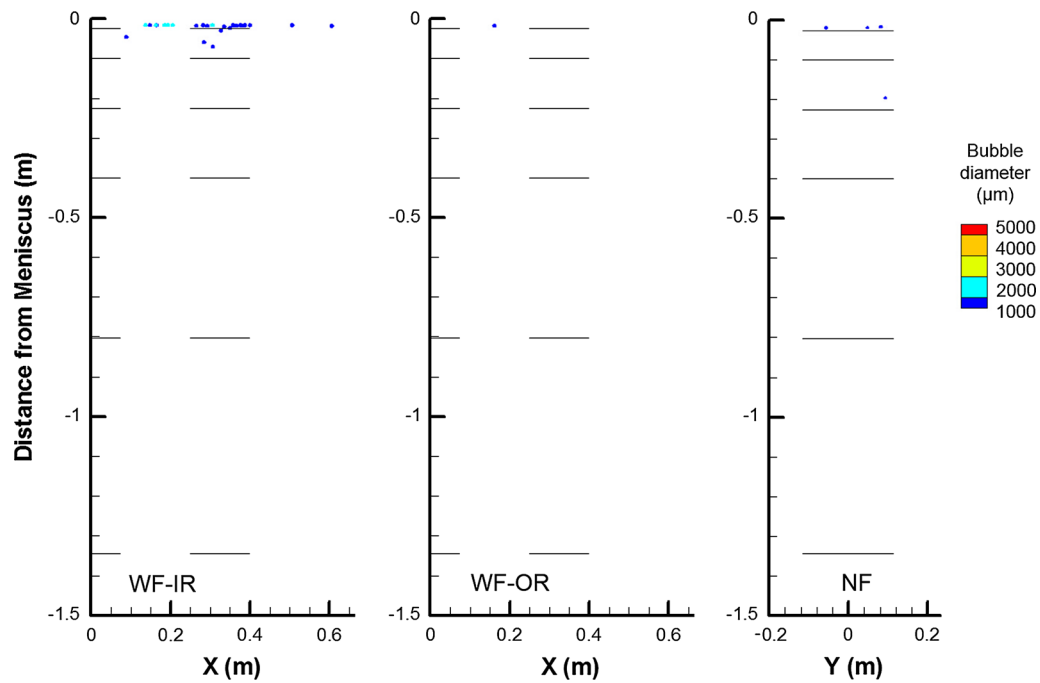 Distance from Meniscus (m)
0
-0.5
-1
-1.5
0
0.2
0.4
0.6
X (m)
WF-IR
0
-0.5
-1
-1.5
0
0.2
0.4
0.6
X (m)
WF-OR
0
-0.5
-1
-1.5
-0.2
0
0.2
Y (m)
NF
Bubble
diameter
(μm)
5000
4000
3000
2000
1000